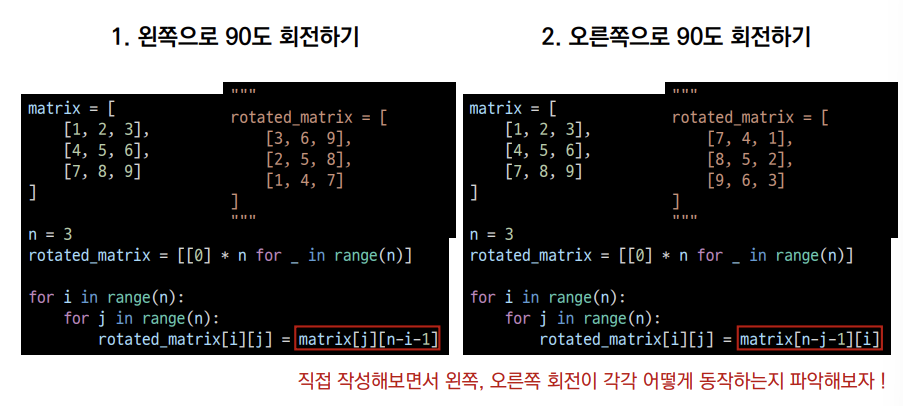 1. 왼쪽으로 90도 회전하기
matrix = [
    [1, 2, 3],
    [4, 5, 6],
    [7, 8, 9]
]
"""
rotated_matrix = [
    [3, 6, 9],
    [2, 5, 8],
    [1, 4, 7]
]
"""
n = 3
rotated_matrix = [[0] * n for _ in range(n)]
for i in range(n):
    for j in range(n):
        rotated_matrix[i][j] = matrix[j][n-i-1]
2. 오른쪽으로 90도 회전하기
matrix = [
    [1, 2, 3],
    [4, 5, 6],
    [7, 8, 9]
]
"""
rotated_matrix = [
    [7, 4, 1],
    [8, 5, 2],
    [9, 6, 3]
]
"""
n = 3
rotated_matrix = [[0] * n for _ in range(n)]
for i in range(n):
    for j in range(n):
        rotated_matrix[i][j] = matrix[n-j-1][i]
직접 작성해보면서 왼쪽, 오른쪽 회전이 각각 어떻게 동작하는지 파악해보자 !